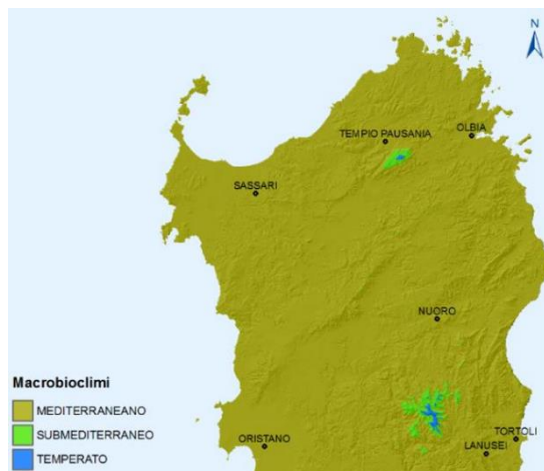 N
TEMPIO PAUSANIA
OLBIA
SASSARI
NUORO
Macrobioclimi
MEDITERRANEANO
SUBMEDITERRANEO
TEMPERATO
ORISTANO
TORTOLI
LANUSEI